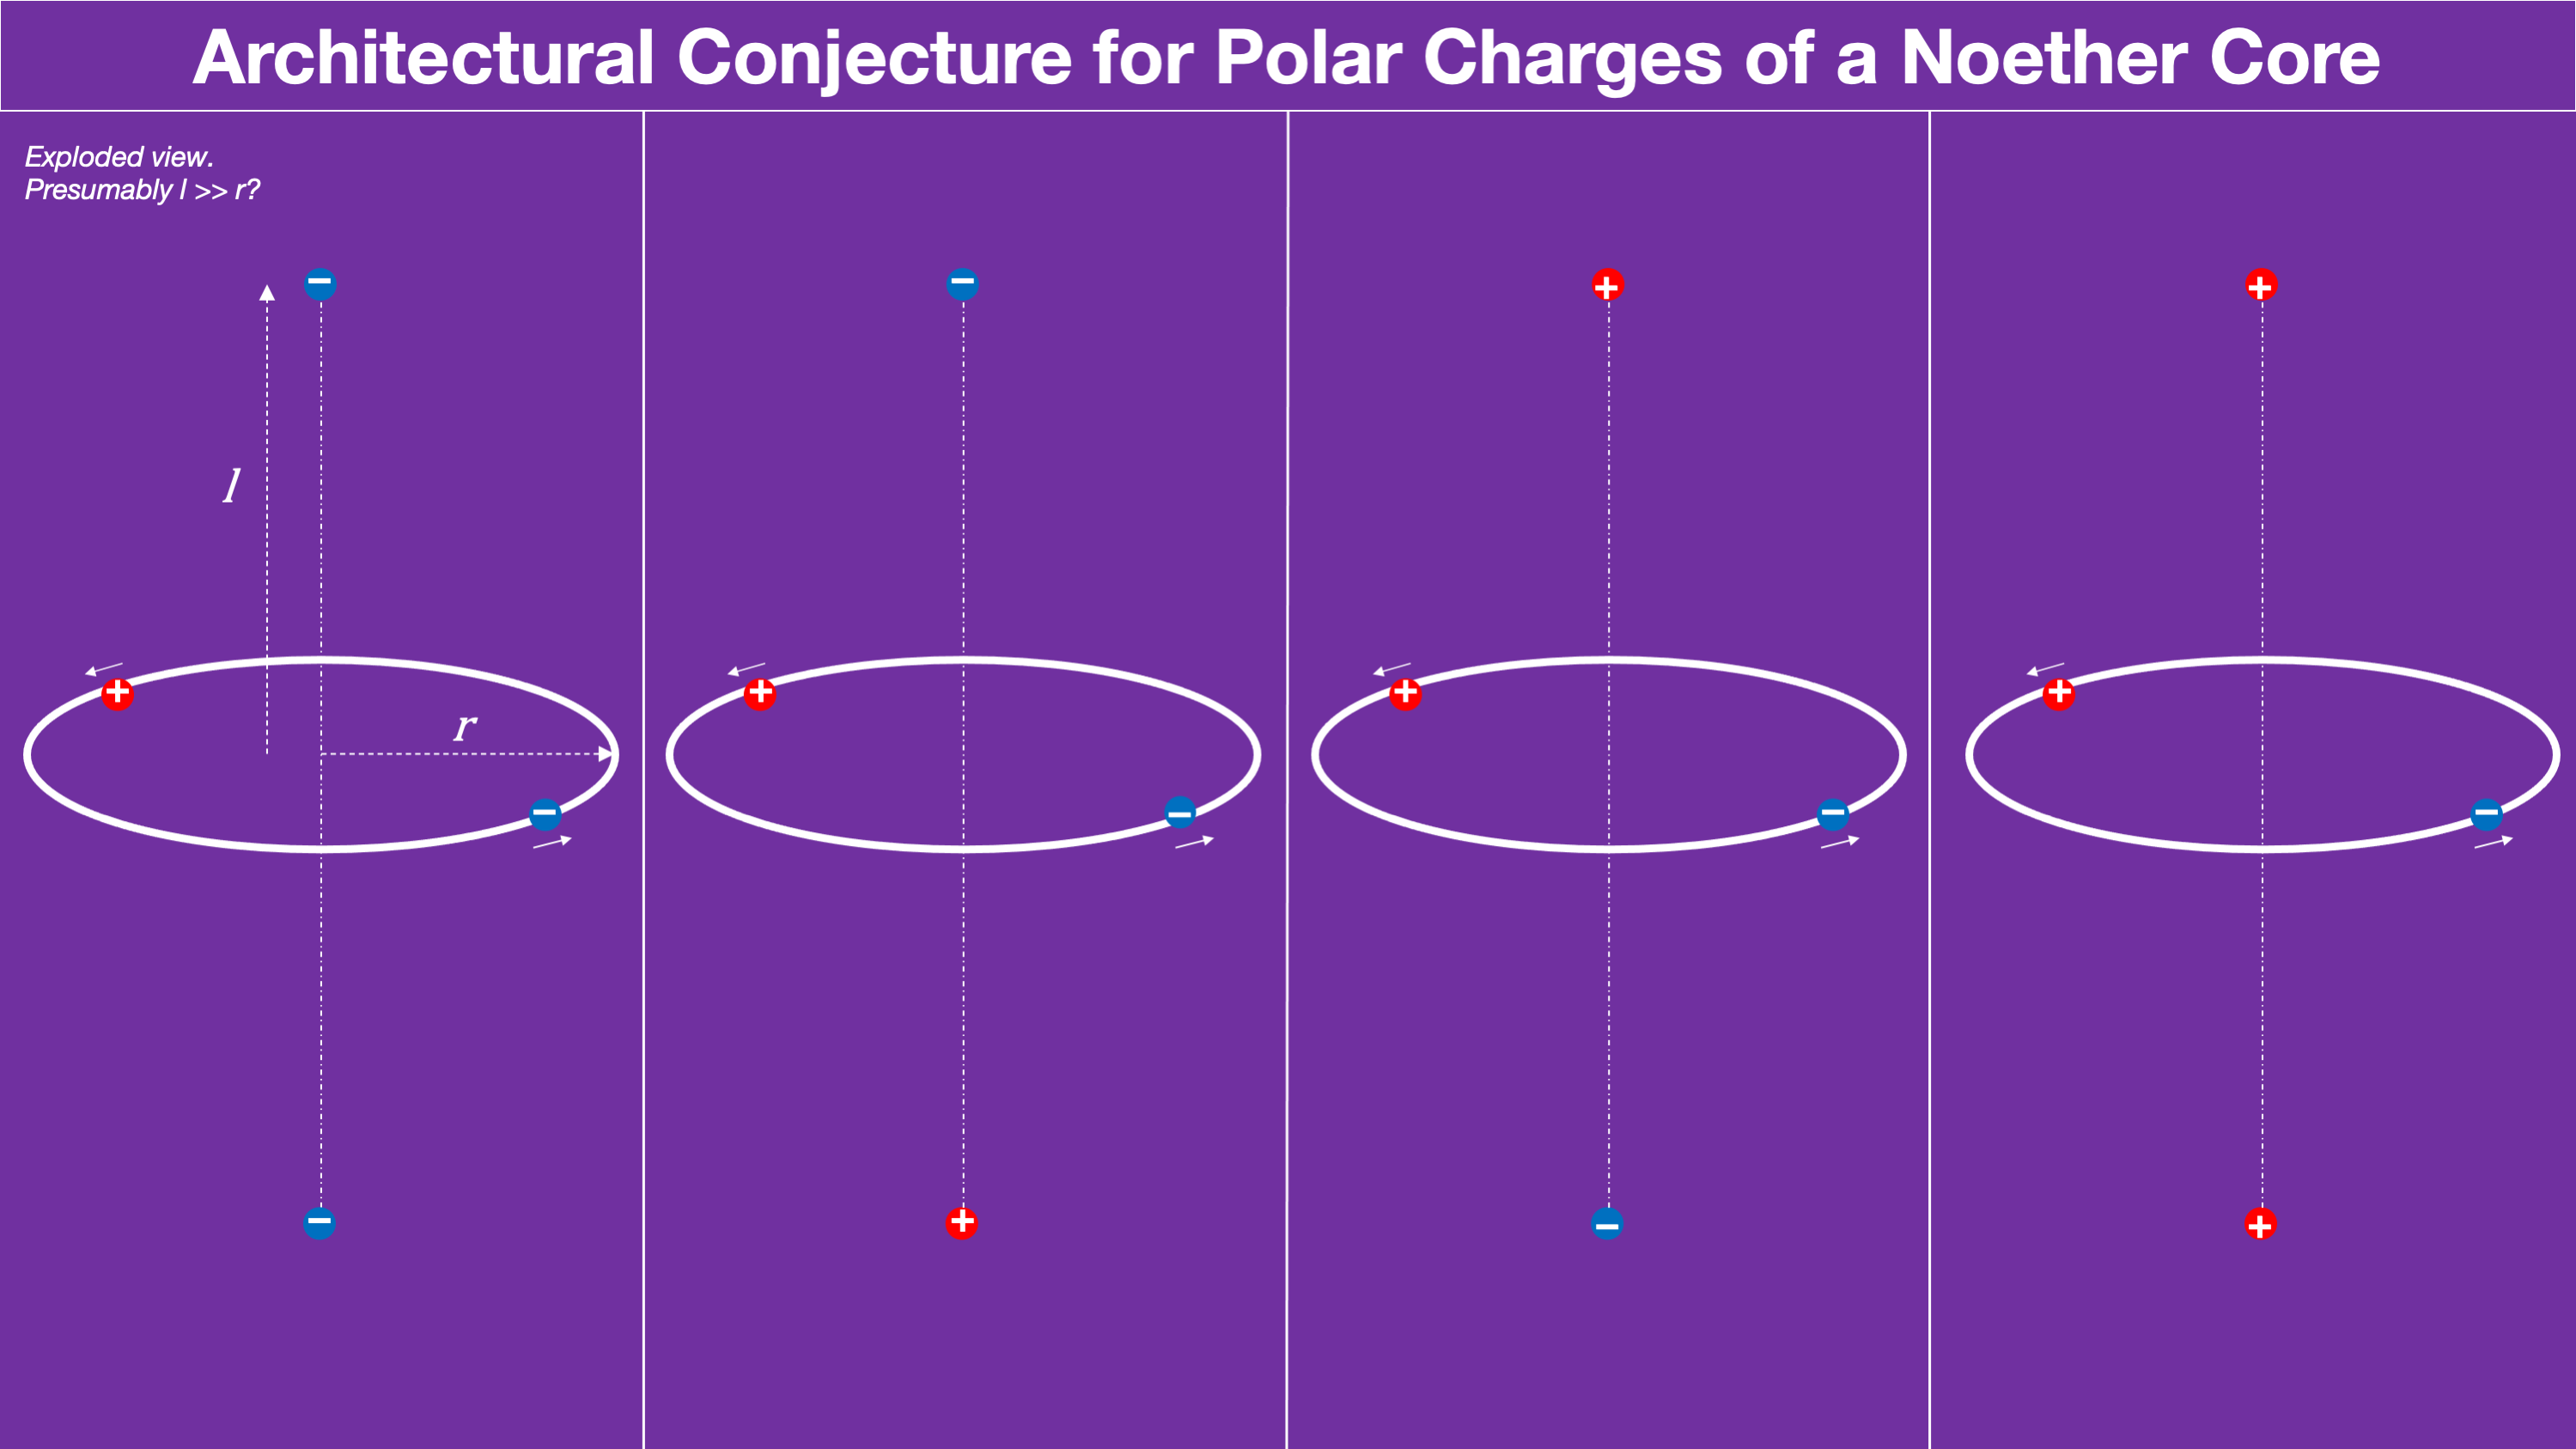 Architectural Conjecture for Polar Charges of a Noether Core
Exploded view.
Presumably l >> r?
− − + +
l
+ + + +
r
− − − −
− + − +